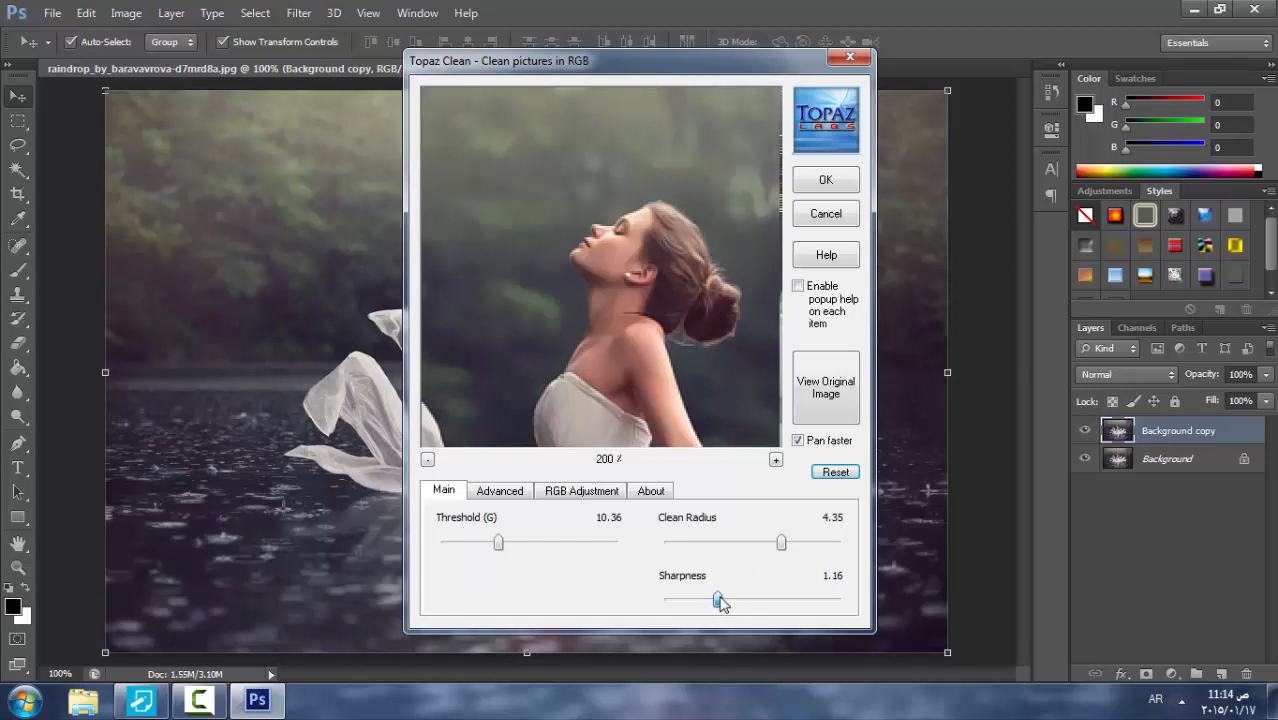 Ps File Edit Image Layer Type Select Filter 3D View Window Help
Auto-Select: Group Show Transform Controls 3D Mode: Essentials
raindrop_by_baravavrova-d7mrd8a.jpg @ 100% (Background copy, RGB/
Topaz Clean - Clean pictures in RGB
TOPAZ
LABS
OK
Cancel
Help
Enable
popup help
on each
item
View Original
Image
Pan faster
Reset
- 200 % +
Main Advanced RGB Adjustment About
Threshold (G) 10.36 Clean Radius 4.35
Sharpness 1.16
Color Swatches
R 0
G 0
B 0
Adjustments Styles
Layers Channels Paths
Kind
Normal Opacity: 100%
Lock: Fill: 100%
Background copy
Background
100% Doc: 1.55M/3.10M
Ps AR 11:14 ص
٢٠١٥/٠١/١٧